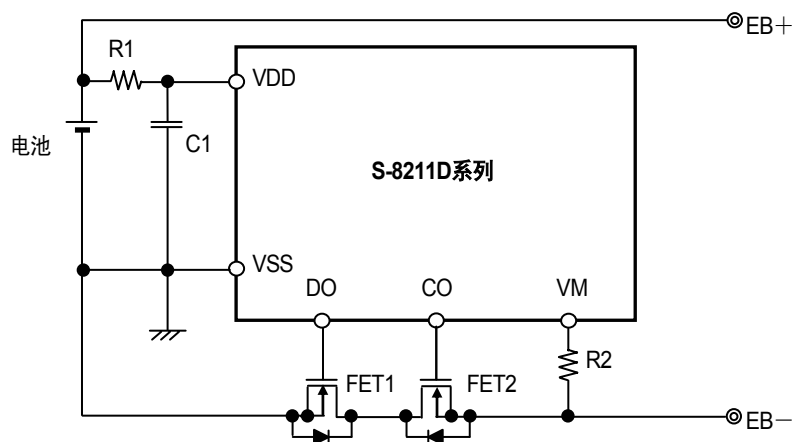 EB+
R1
VDD
电池
C1
S-8211D系列
VSS
DO
CO
VM
R2
FET1
FET2
EB-